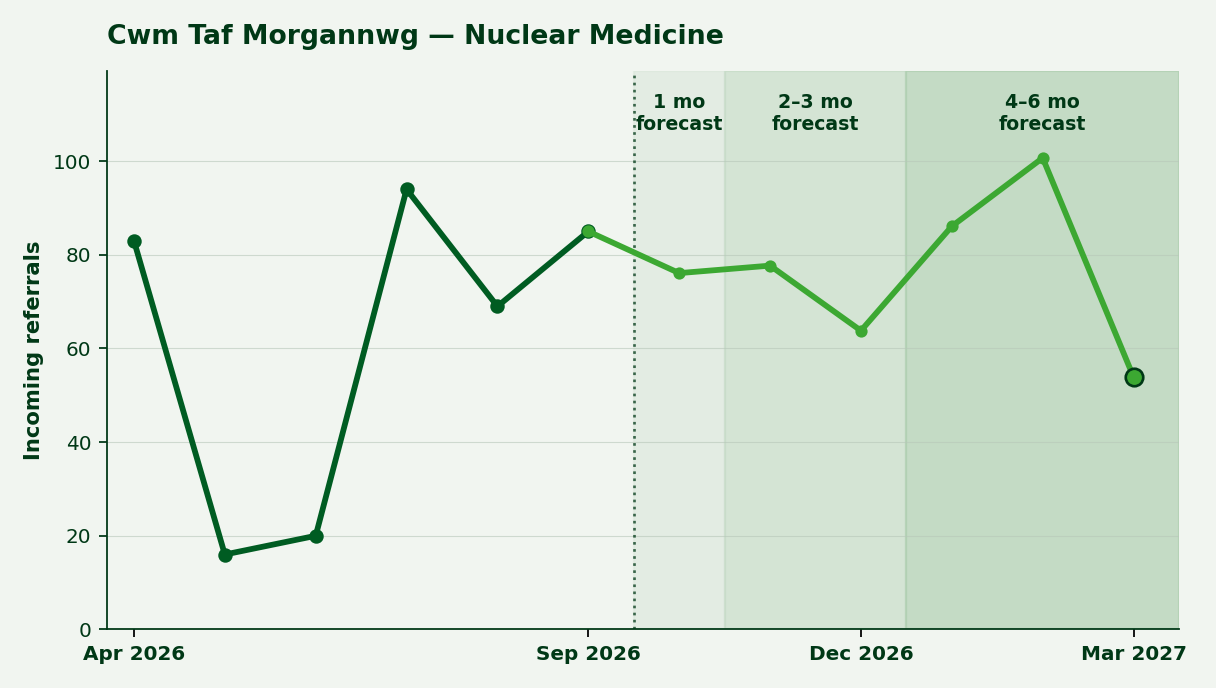 Cwm Taf Morgannwg — Nuclear Medicine
1 mo
forecast
2–3 mo
forecast
4–6 mo
forecast
Incoming referrals
100
80
60
40
20
0
Apr 2026
Sep 2026
Dec 2026
Mar 2027